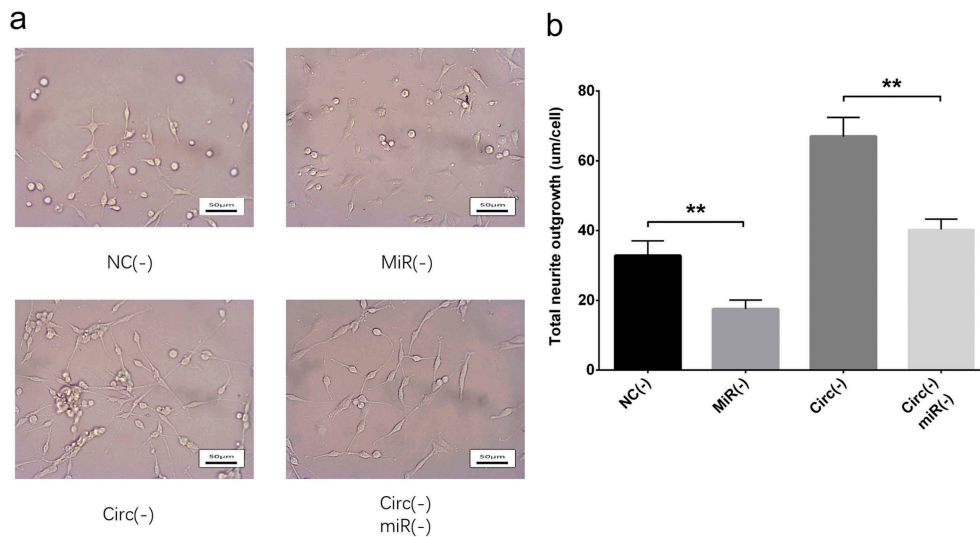 a
50μm
50μm
NC(-)
MiR(-)
50μm
50μm
Circ(-)
Circ(-)
miR(-)
b
Total neurite outgrowth (um/cell)
80
60
40
20
0
**
**
NC(-)
MiR(-)
Circ(-)
Circ(-)
miR(-)